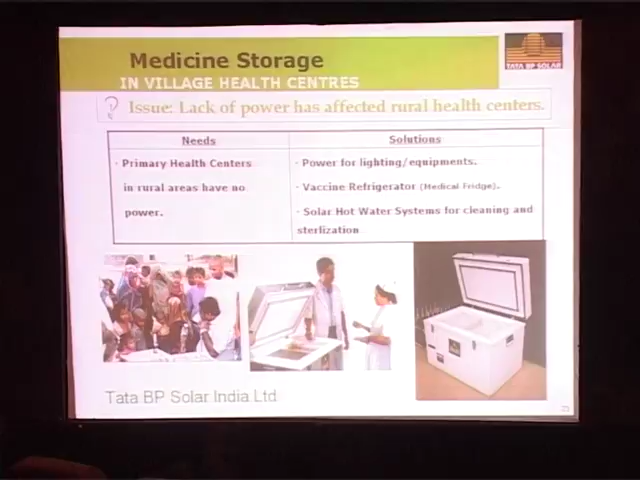 Medicine Storage
IN VILLAGE HEALTH CENTRES
TATA BP SOLAR
Issue: Lack of power has affected rural health centers.
Needs
Solutions
· Primary Health Centers
in rural areas have no
power.
· Power for lighting/equipments.
· Vaccine Refrigerator (Medical Fridge).
· Solar Hot Water Systems for cleaning and
sterlization
Tata BP Solar India Ltd